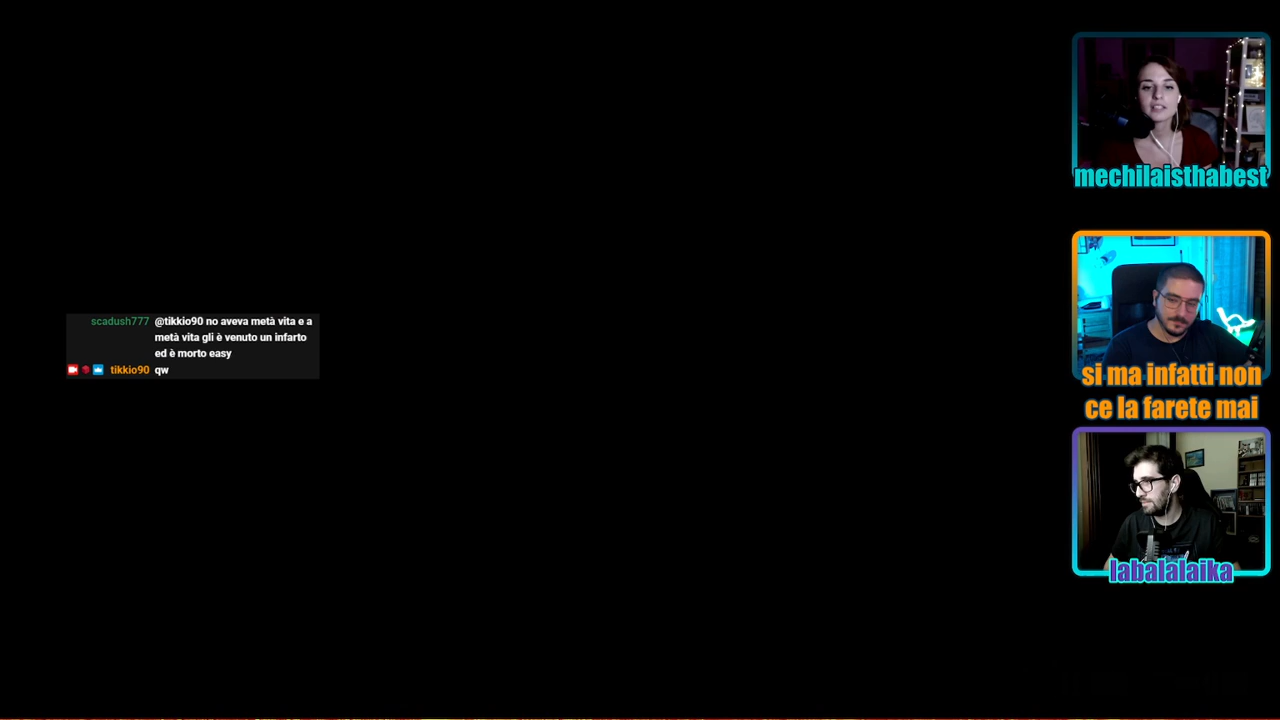 scadush777 @tikkio90 no aveva metà vita e a
metà vita gli è venuto un infarto
ed è morto easy
tikkio90 qw
mechilaisthabest
si ma infatti non
ce la farete mai
labalalaika